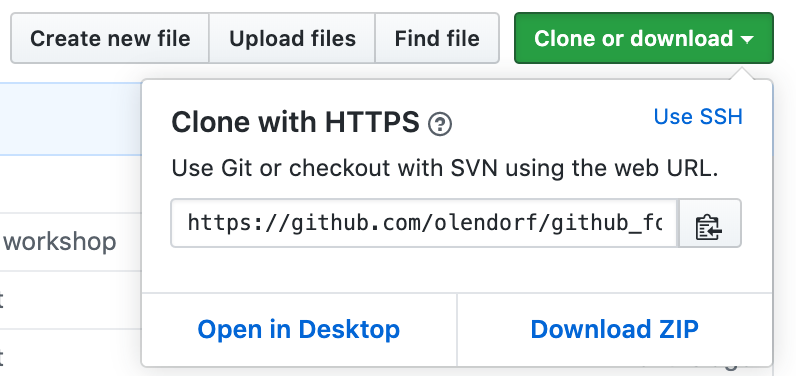 Create new file Upload files Find file Clone or download
Clone with HTTPS ?
Use SSH
Use Git or checkout with SVN using the web URL.
workshop
https://github.com/olendorf/github_fo
Open in Desktop Download ZIP